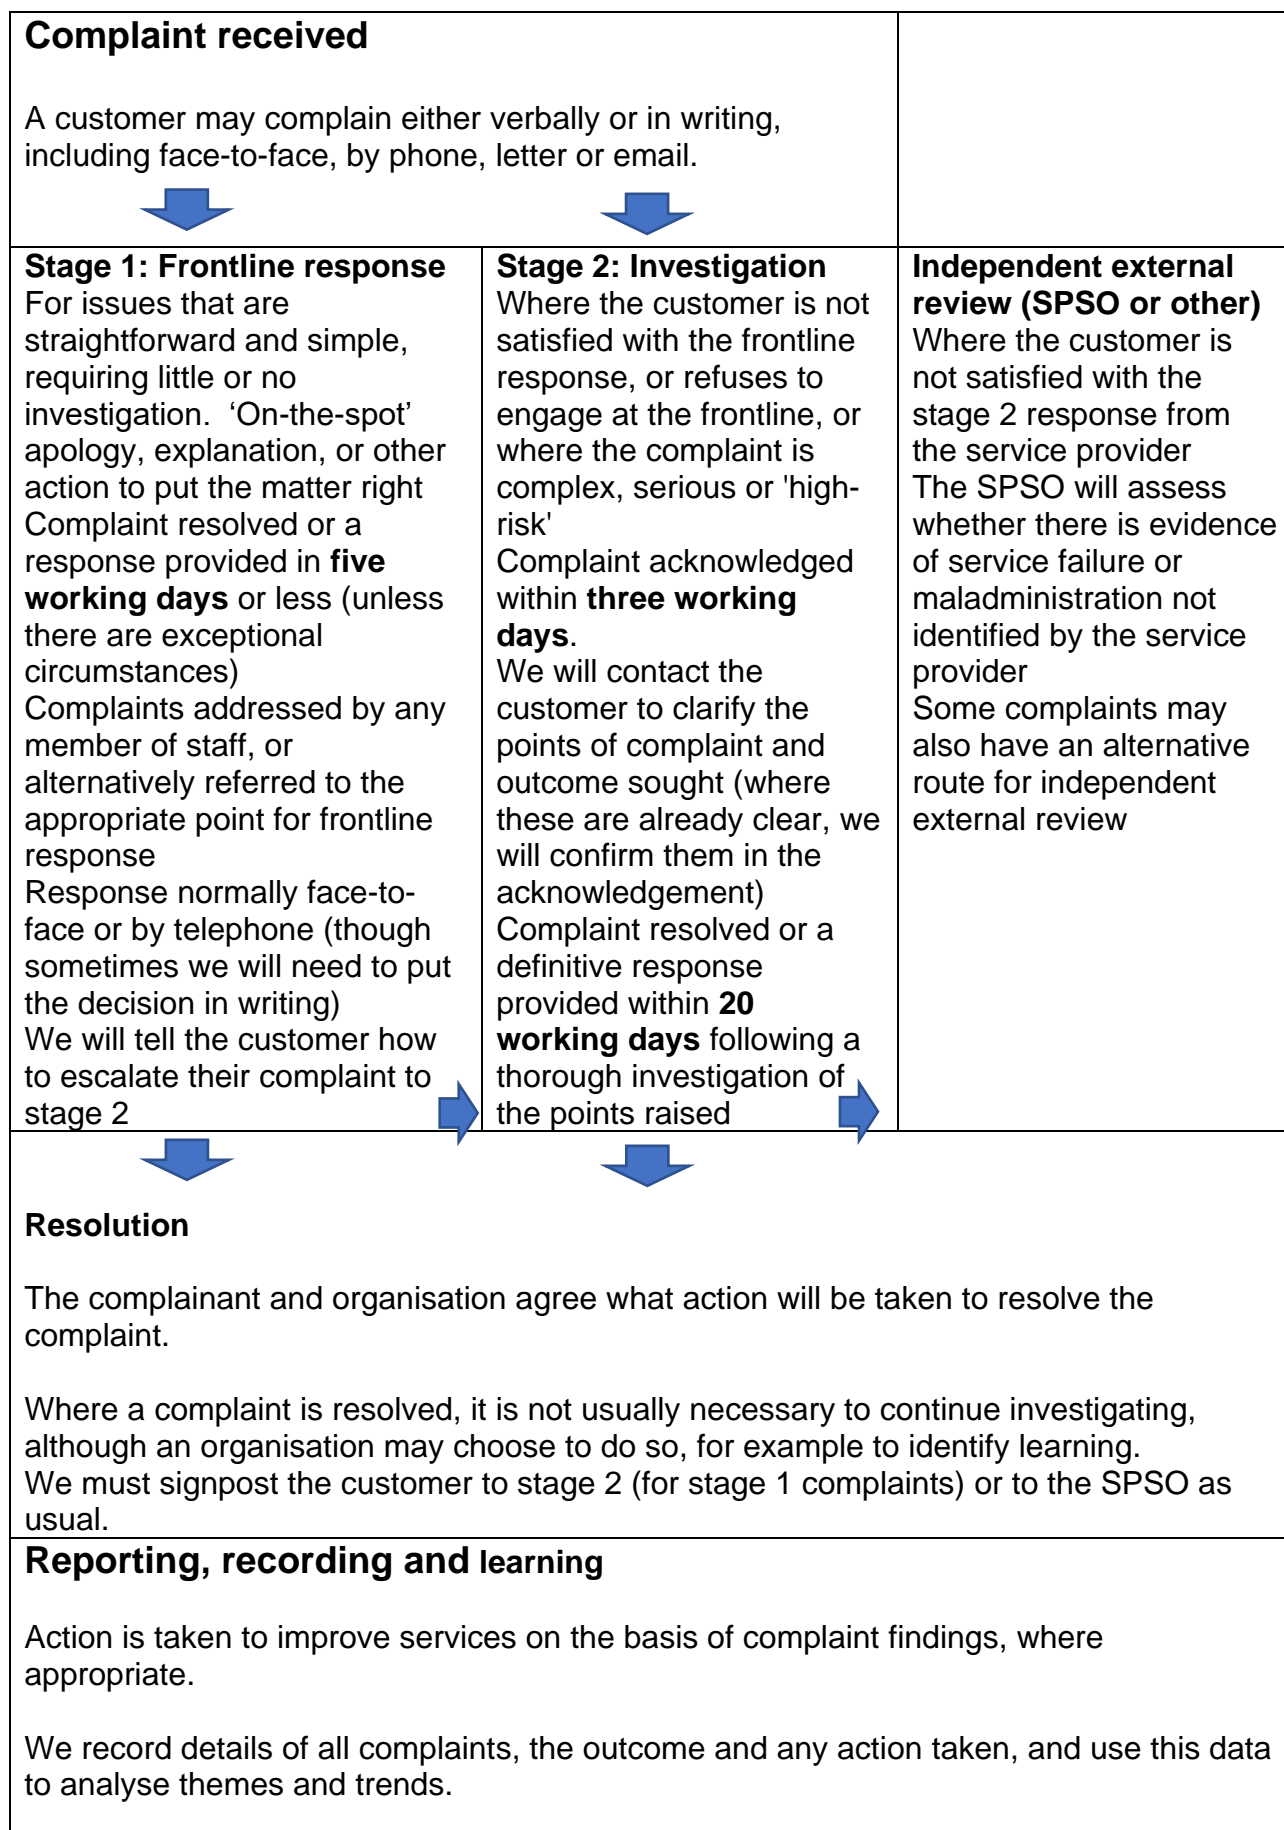 Complaint received
A customer may complain either verbally or in writing,
including face-to-face, by phone, letter or email.
Stage 1: Frontline response
For issues that are
straightforward and simple,
requiring little or no
investigation.  ‘On-the-spot’
apology, explanation, or other
action to put the matter right
Complaint resolved or a
response provided in five
working days or less (unless
there are exceptional
circumstances)
Complaints addressed by any
member of staff, or
alternatively referred to the
appropriate point for frontline
response
Response normally face-to-
face or by telephone (though
sometimes we will need to put
the decision in writing)
We will tell the customer how
to escalate their complaint to
stage 2
Stage 2: Investigation
Where the customer is not
satisfied with the frontline
response, or refuses to
engage at the frontline, or
where the complaint is
complex, serious or 'high-
risk'
Complaint acknowledged
within three working
days.
We will contact the
customer to clarify the
points of complaint and
outcome sought (where
these are already clear, we
will confirm them in the
acknowledgement)
Complaint resolved or a
definitive response
provided within 20
working days following a
thorough investigation of
the points raised
Independent external
review (SPSO or other)
Where the customer is
not satisfied with the
stage 2 response from
the service provider
The SPSO will assess
whether there is evidence
of service failure or
maladministration not
identified by the service
provider
Some complaints may
also have an alternative
route for independent
external review
Resolution
The complainant and organisation agree what action will be taken to resolve the
complaint.
Where a complaint is resolved, it is not usually necessary to continue investigating,
although an organisation may choose to do so, for example to identify learning.
We must signpost the customer to stage 2 (for stage 1 complaints) or to the SPSO as
usual.
Reporting, recording and learning
Action is taken to improve services on the basis of complaint findings, where
appropriate.
We record details of all complaints, the outcome and any action taken, and use this data
to analyse themes and trends.